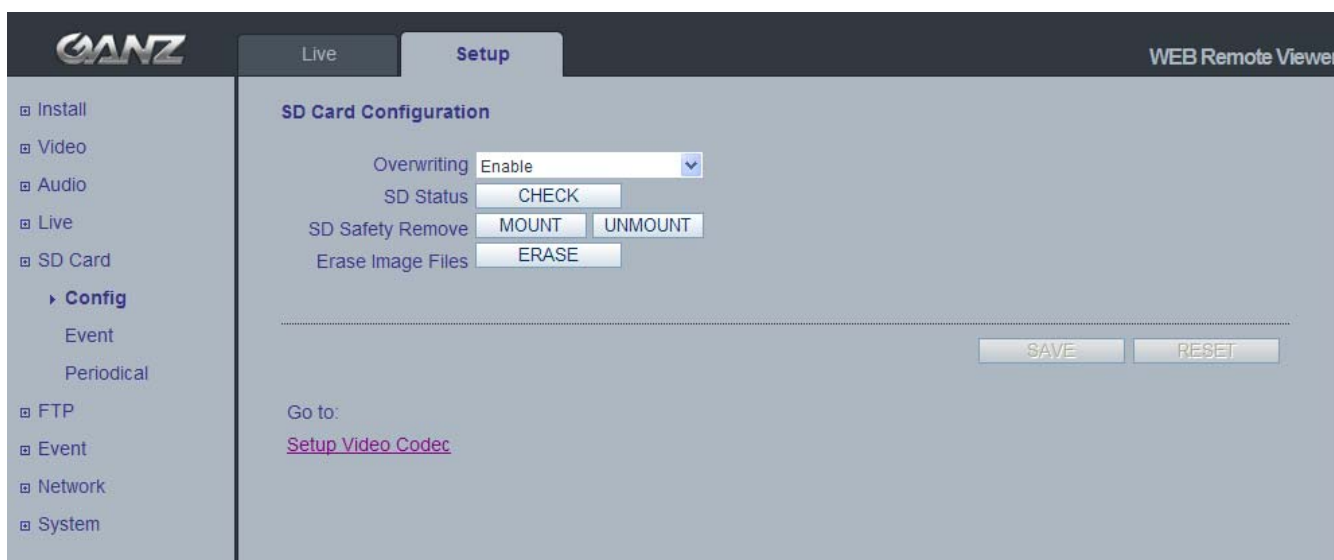 GANZ
Live
Setup
WEB Remote Viewer
Install
Video
Audio
Live
SD Card
Config
Event
Periodical
FTP
Event
Network
System
SD Card Configuration
Overwriting Enable
SD Status CHECK
SD Safety Remove MOUNT UNMOUNT
Erase Image Files ERASE
SAVE RESET
Go to:
Setup Video Codec